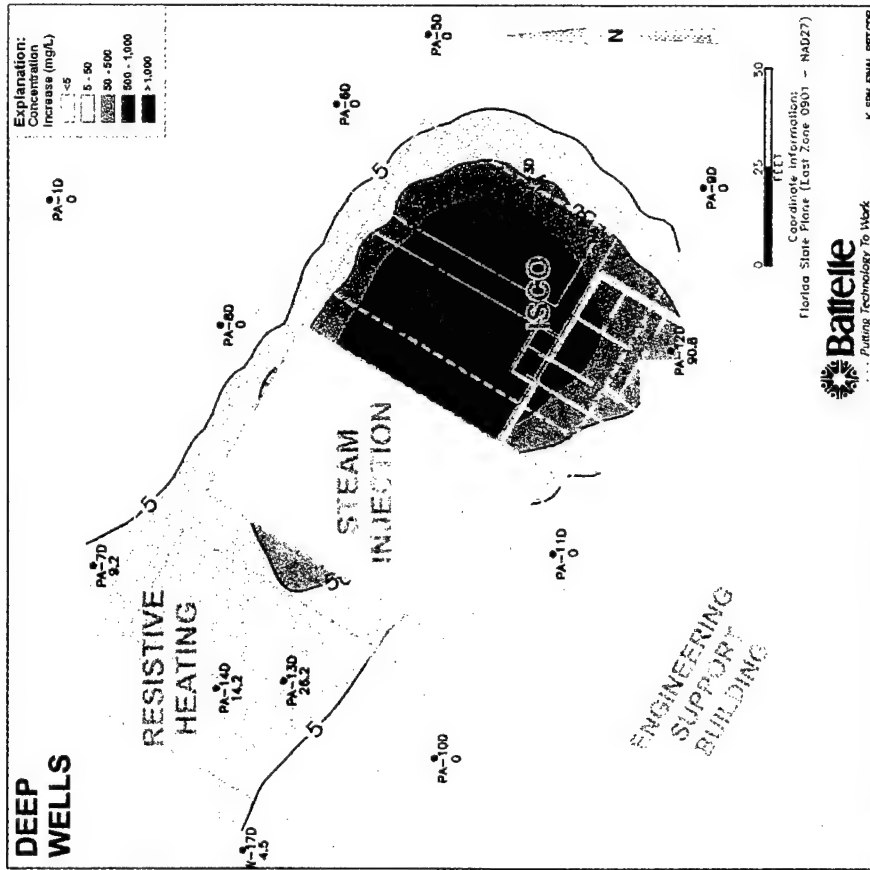 DEEP
WELLS
Explanation:
Concentration
Increase (mg/L)
<5
5 - 50
50 - 500
500 - 1,000
>1,000
PA-1D
0
PA-5D
0
PA-6D
0
PA-8D
0
PA-7D
9.2
N
RESISTIVE
HEATING
PA-14D
14.2
PA-13D
26.2
STEAM
INJECTION
ISCO
5
5
5
PA-9D
0
PA-12D
90.8
PA-11D
0
PA-10D
0
4.5
ENGINEERING
SUPPORT
BUILDING
0 25 50
FEET
Coordinate Information:
Florida State Plane (East Zone 0901 - NAD27)
Battelle
. . . Putting Technology To Work